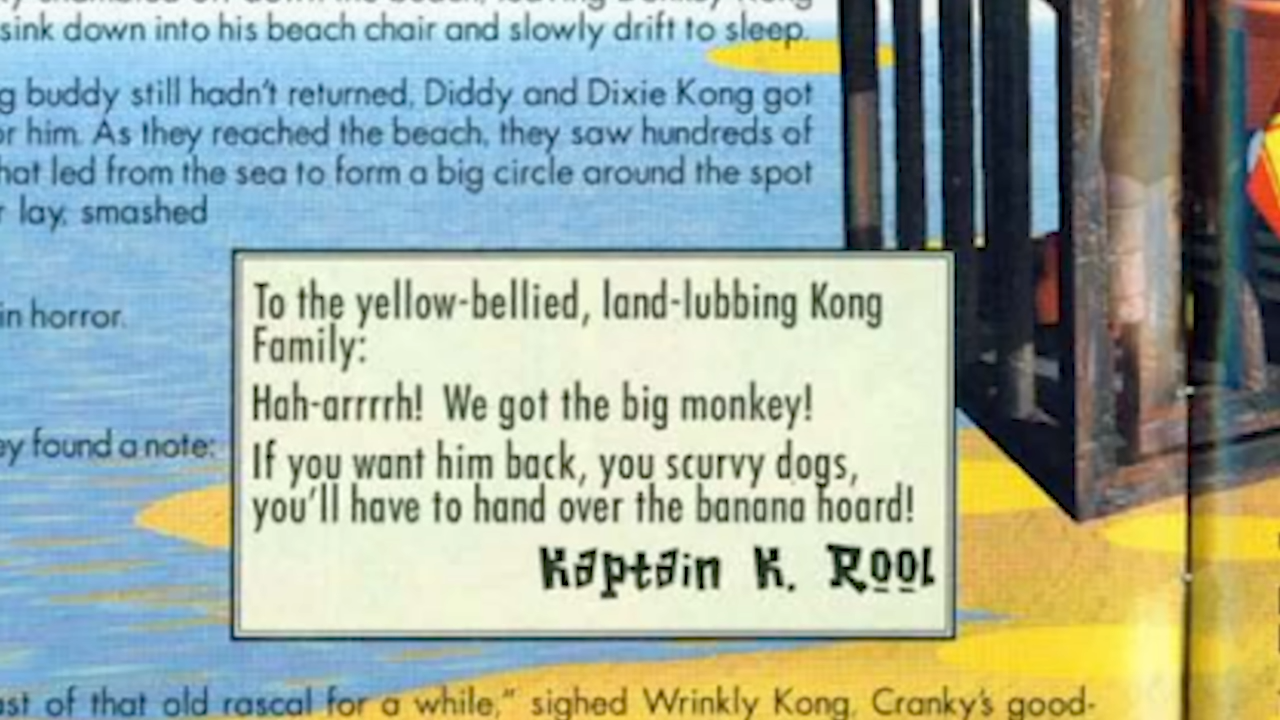 sink down into his beach chair and slowly drift to sleep.
buddy still hadn't returned, Diddy and Dixie Kong got
him. As they reached the beach, they saw hundreds of
that led from the sea to form a big circle around the spot
lay, smashed
in horror.
found a note:
To the yellow-bellied, land-lubbing Kong
Family:
Hah-arrrrh! We got the big monkey!
If you want him back, you scurvy dogs,
you'll have to hand over the banana hoard!
Kaptain K. Rool
of that old rascal for a while," sighed Wrinkly Kong, Cranky's good-